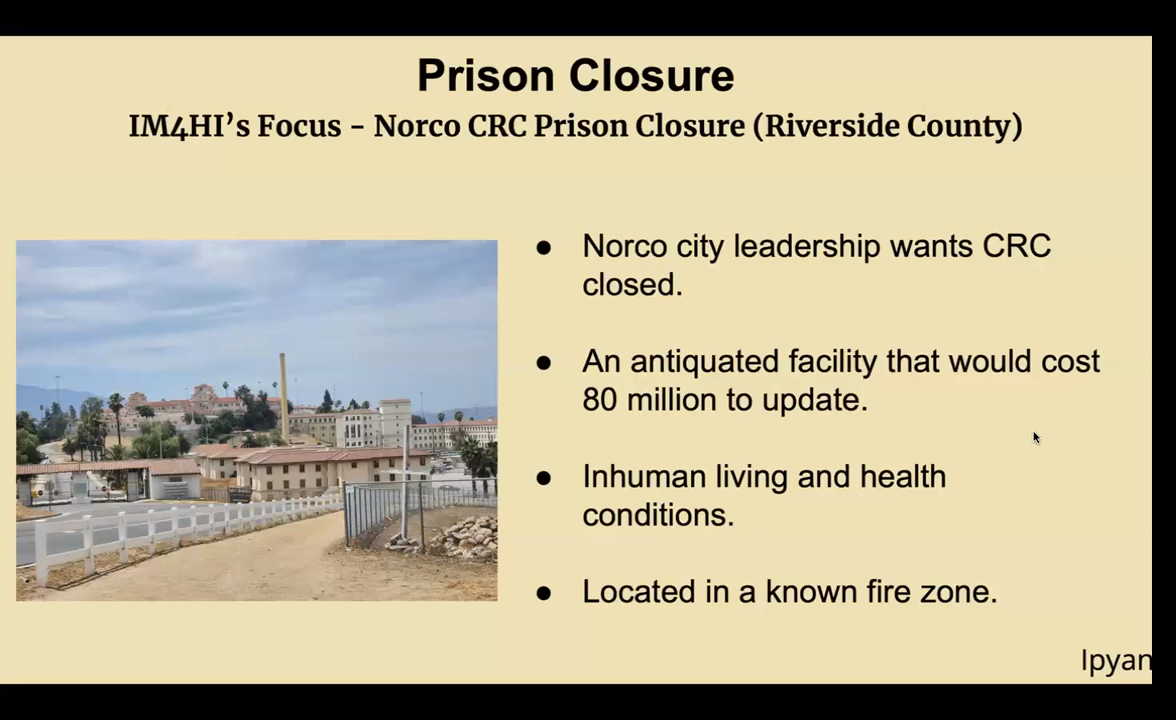 Prison Closure
IM4HI’s Focus - Norco CRC Prison Closure (Riverside County)
● Norco city leadership wants CRC
closed.
● An antiquated facility that would cost
80 million to update.
● Inhuman living and health
conditions.
● Located in a known fire zone.
Ipyan